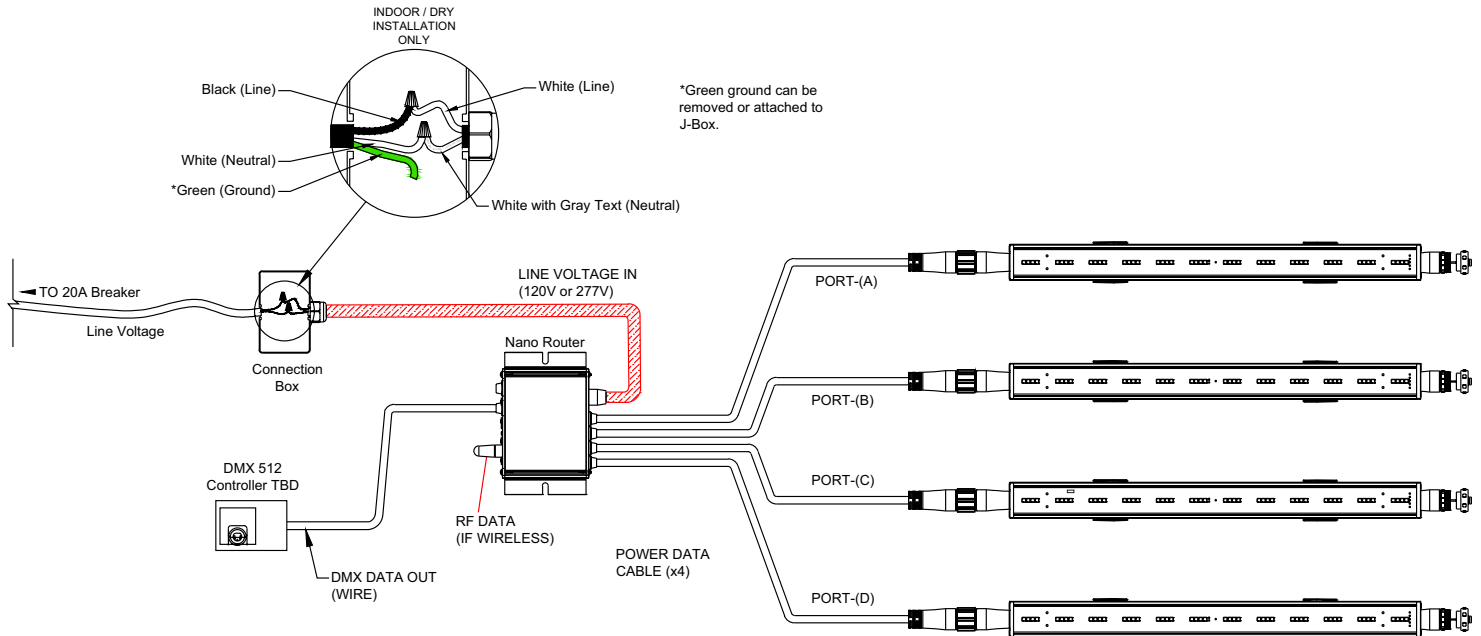 INDOOR / DRY
INSTALLATION
ONLY
Black (Line)
White (Line)
*Green ground can be
removed or attached to
J-Box.
White (Neutral)
*Green (Ground)
White with Gray Text (Neutral)
TO 20A Breaker
Line Voltage
Connection
Box
LINE VOLTAGE IN
(120V or 277V)
Nano Router
PORT-(A)
PORT-(B)
PORT-(C)
PORT-(D)
DMX 512
Controller TBD
RF DATA
(IF WIRELESS)
DMX DATA OUT
(WIRE)
POWER DATA
CABLE (x4)